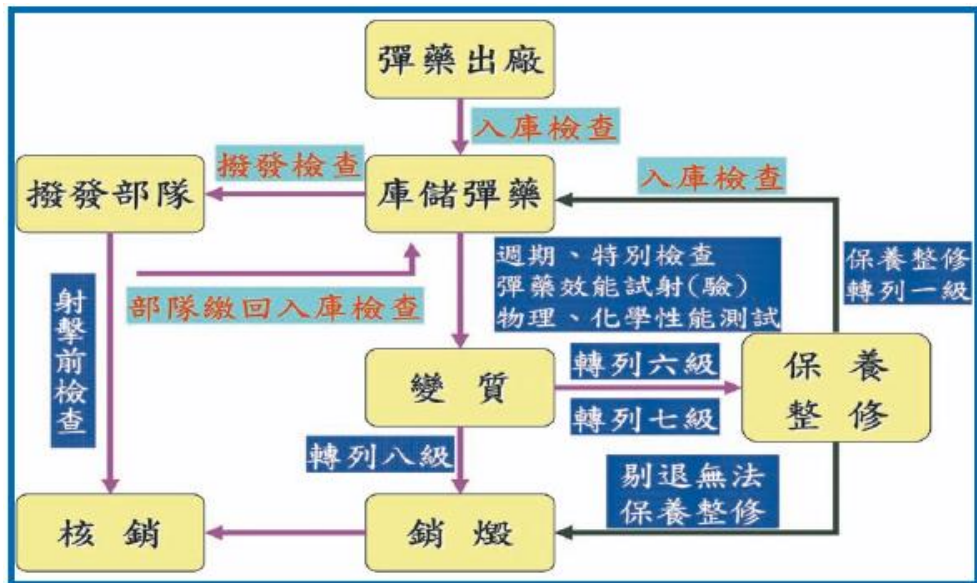 彈藥出廠
入庫檢查
撥發檢查
入庫檢查
撥發部隊
庫儲彈藥
週期、特別檢查
彈藥效能試射(驗)
物理、化學性能測試
保養整修
轉列一級
部隊繳回入庫檢查
射擊前檢查
變質
轉列六級
轉列七級
保養
整修
轉列八級
剔退無法
保養整修
核銷
銷燬